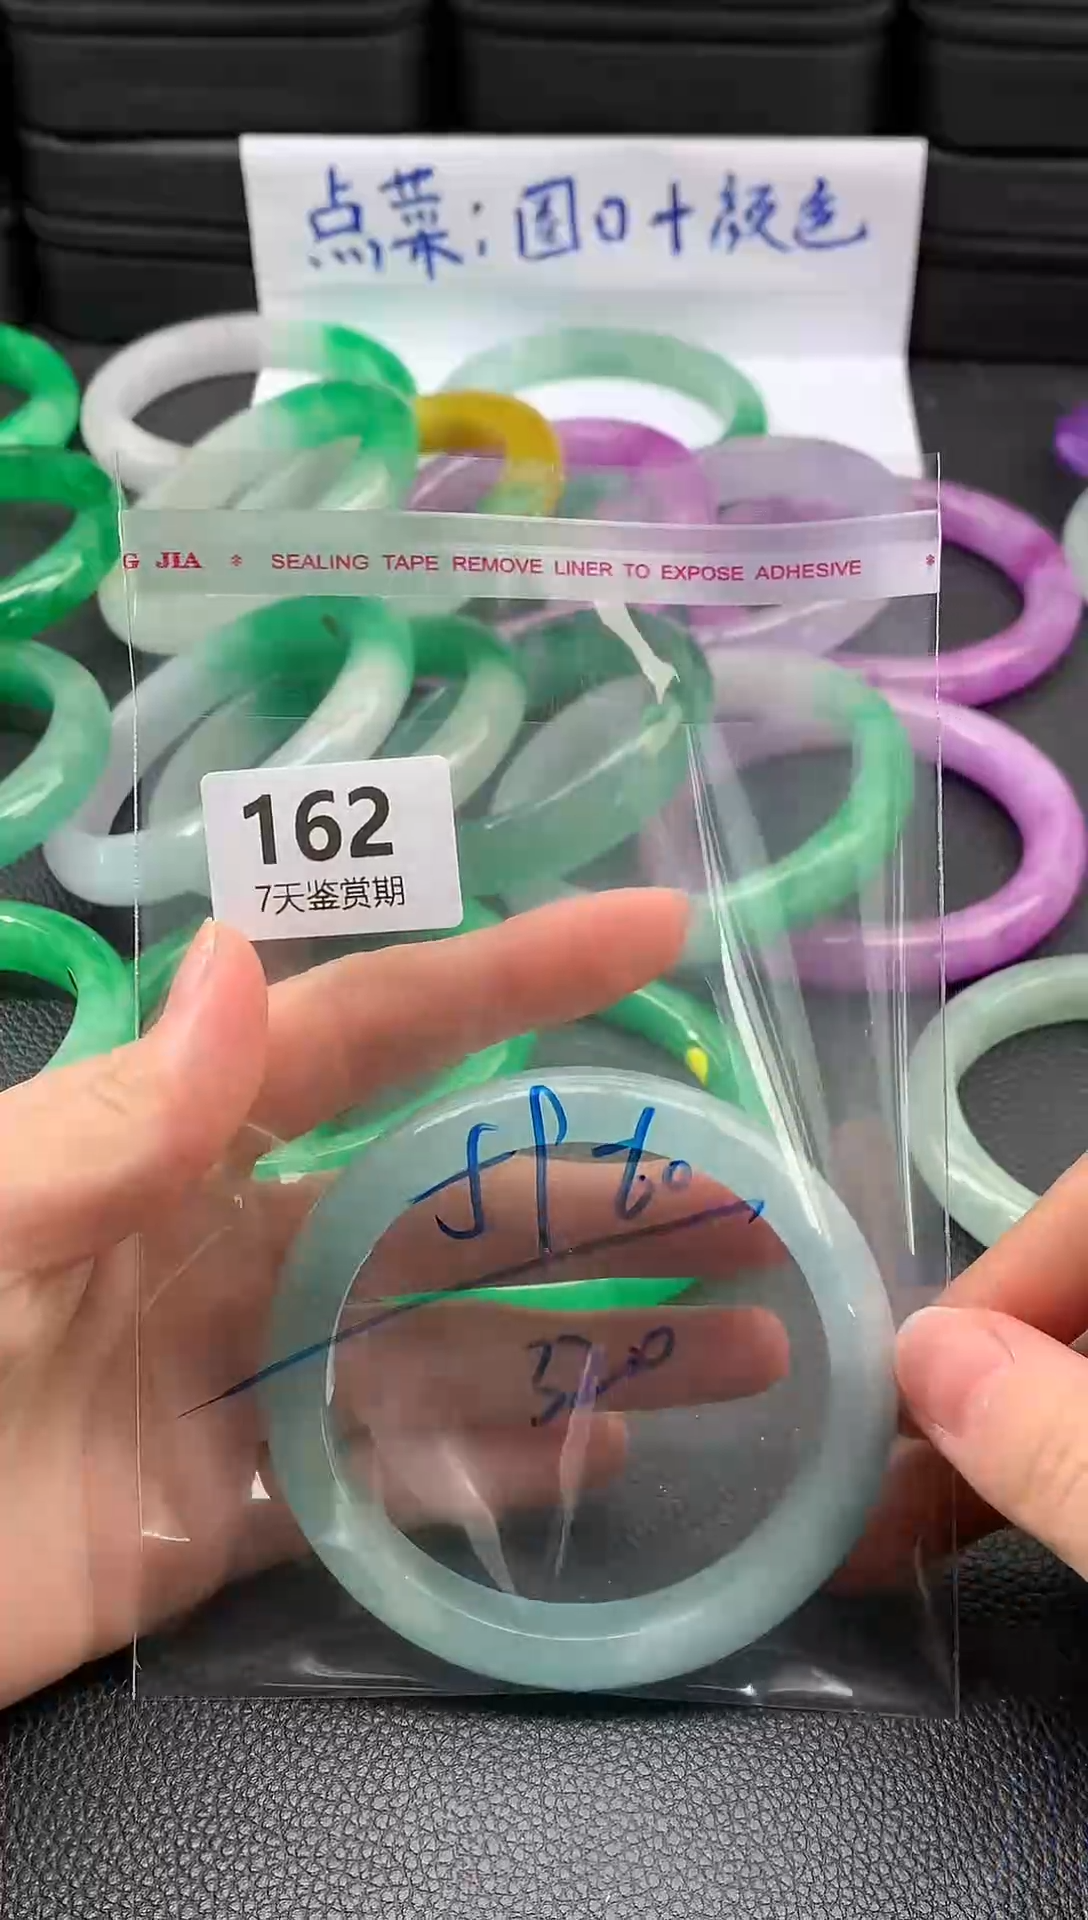 点菜:圆0+颜色
G JIA * SEALING TAPE REMOVE LINER TO EXPOSE ADHESIVE *
162
7天鉴赏期